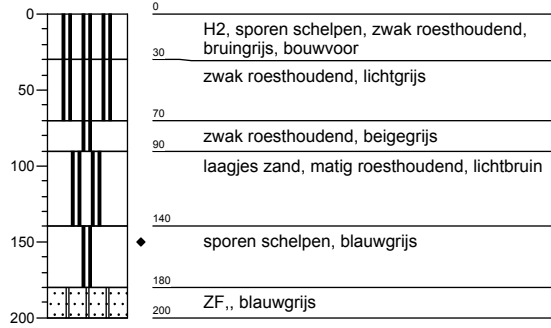 0
0
H2, sporen schelpen, zwak roesthoudend,
bruingrijs, bouwvoor
30
zwak roesthoudend, lichtgrijs
50
70
zwak roesthoudend, beigegrijs
90
laagjes zand, matig roesthoudend, lichtbruin
100
140
sporen schelpen, blauwgrijs
150
180
ZF,, blauwgrijs
200
200